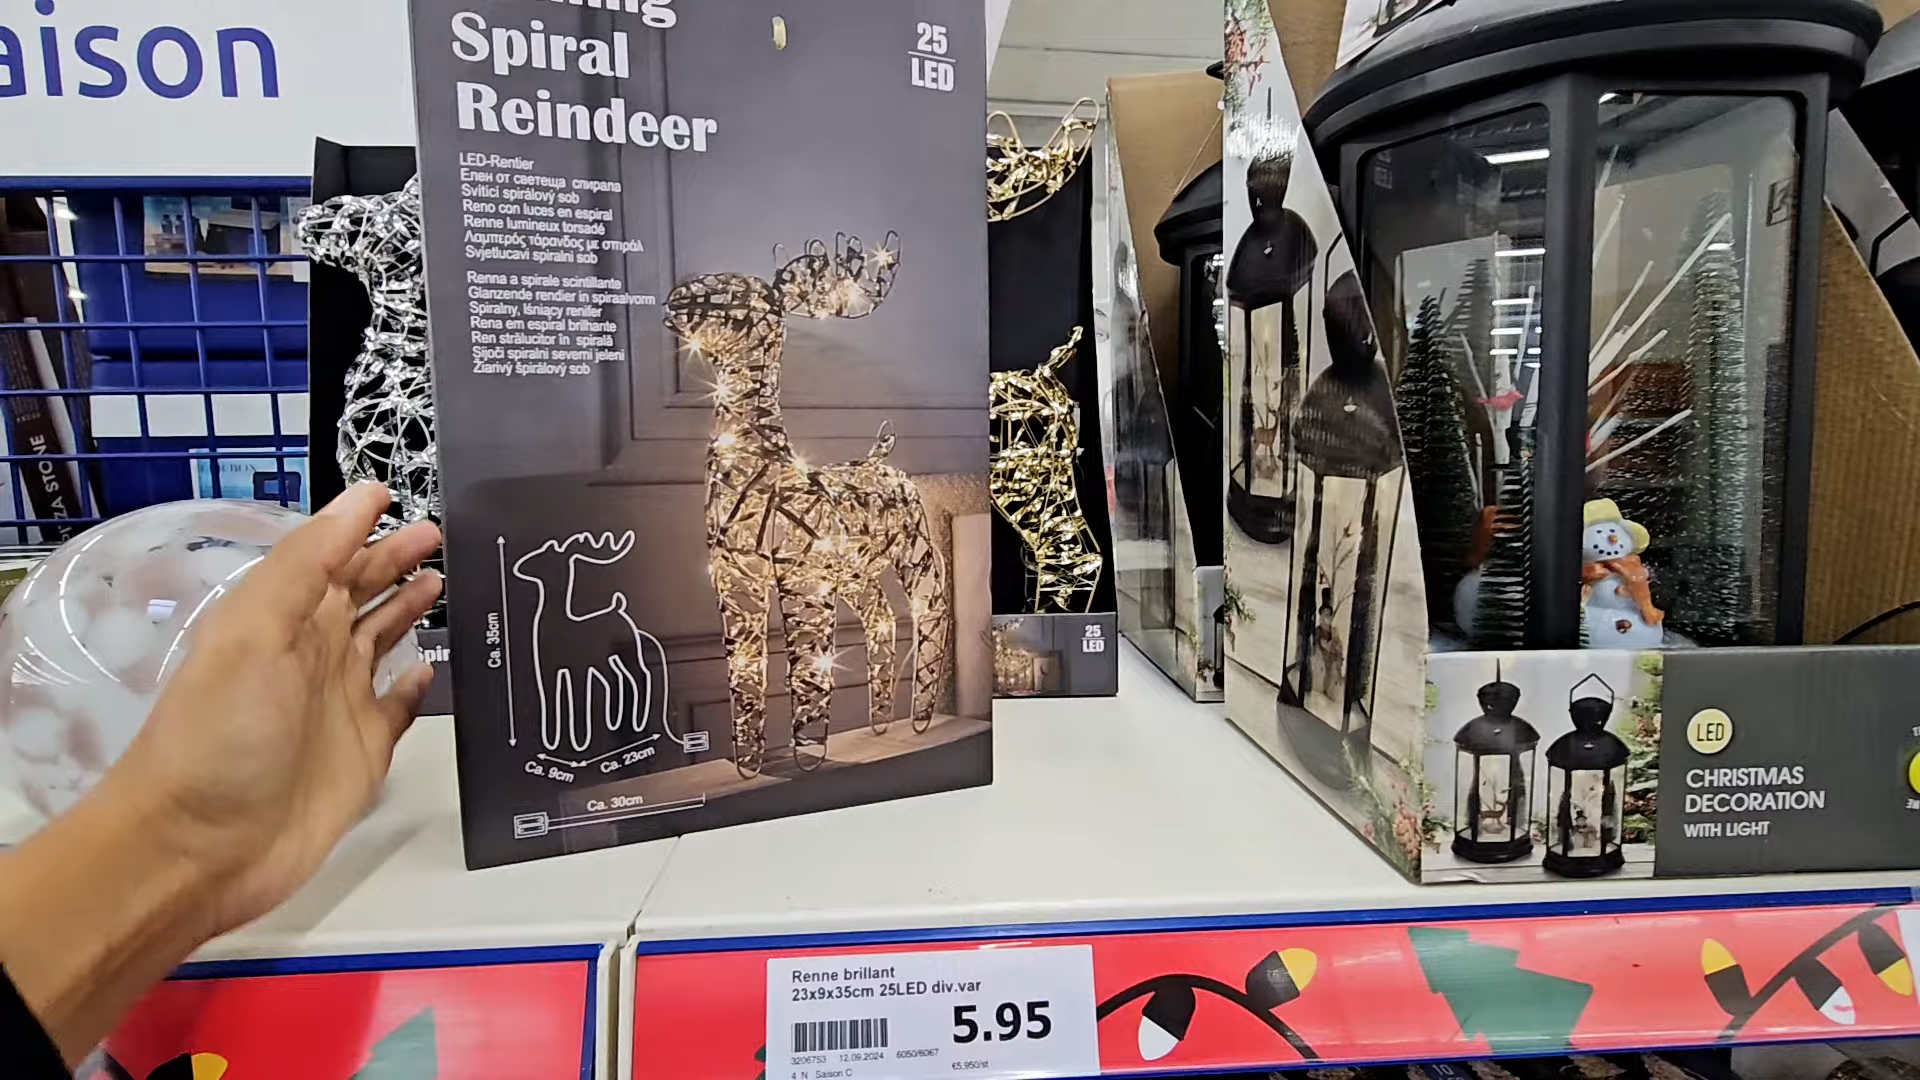 aison
Spiral
Reindeer
25
LED
LED-Rentier
Елен от светеща спирала
Svítící spirálový sob
Reno con luces en espiral
Renne lumineux torsadé
Λαμπερός τάρανδος με σπιράλ
Svjetlucavi spiralni sob
Renna a spirale scintillante
Glanzende rendier in spiraalvorm
Spiralny, lśniący renifer
Rena em espiral brilhante
Ren strălucitor în spirală
Sijoči spiralni severni jeleni
Žiarivý špirálový sob
Ca. 35cm
Ca. 9cm
Ca. 23cm
Ca. 30cm
Spir
25
LED
STONE
LED
CHRISTMAS
DECORATION
WITH LIGHT
Renne brillant
23x9x35cm 25LED div.var
5.95
3206753 12.09.2024 6050/6067
€5,950/st
4 N Saison C